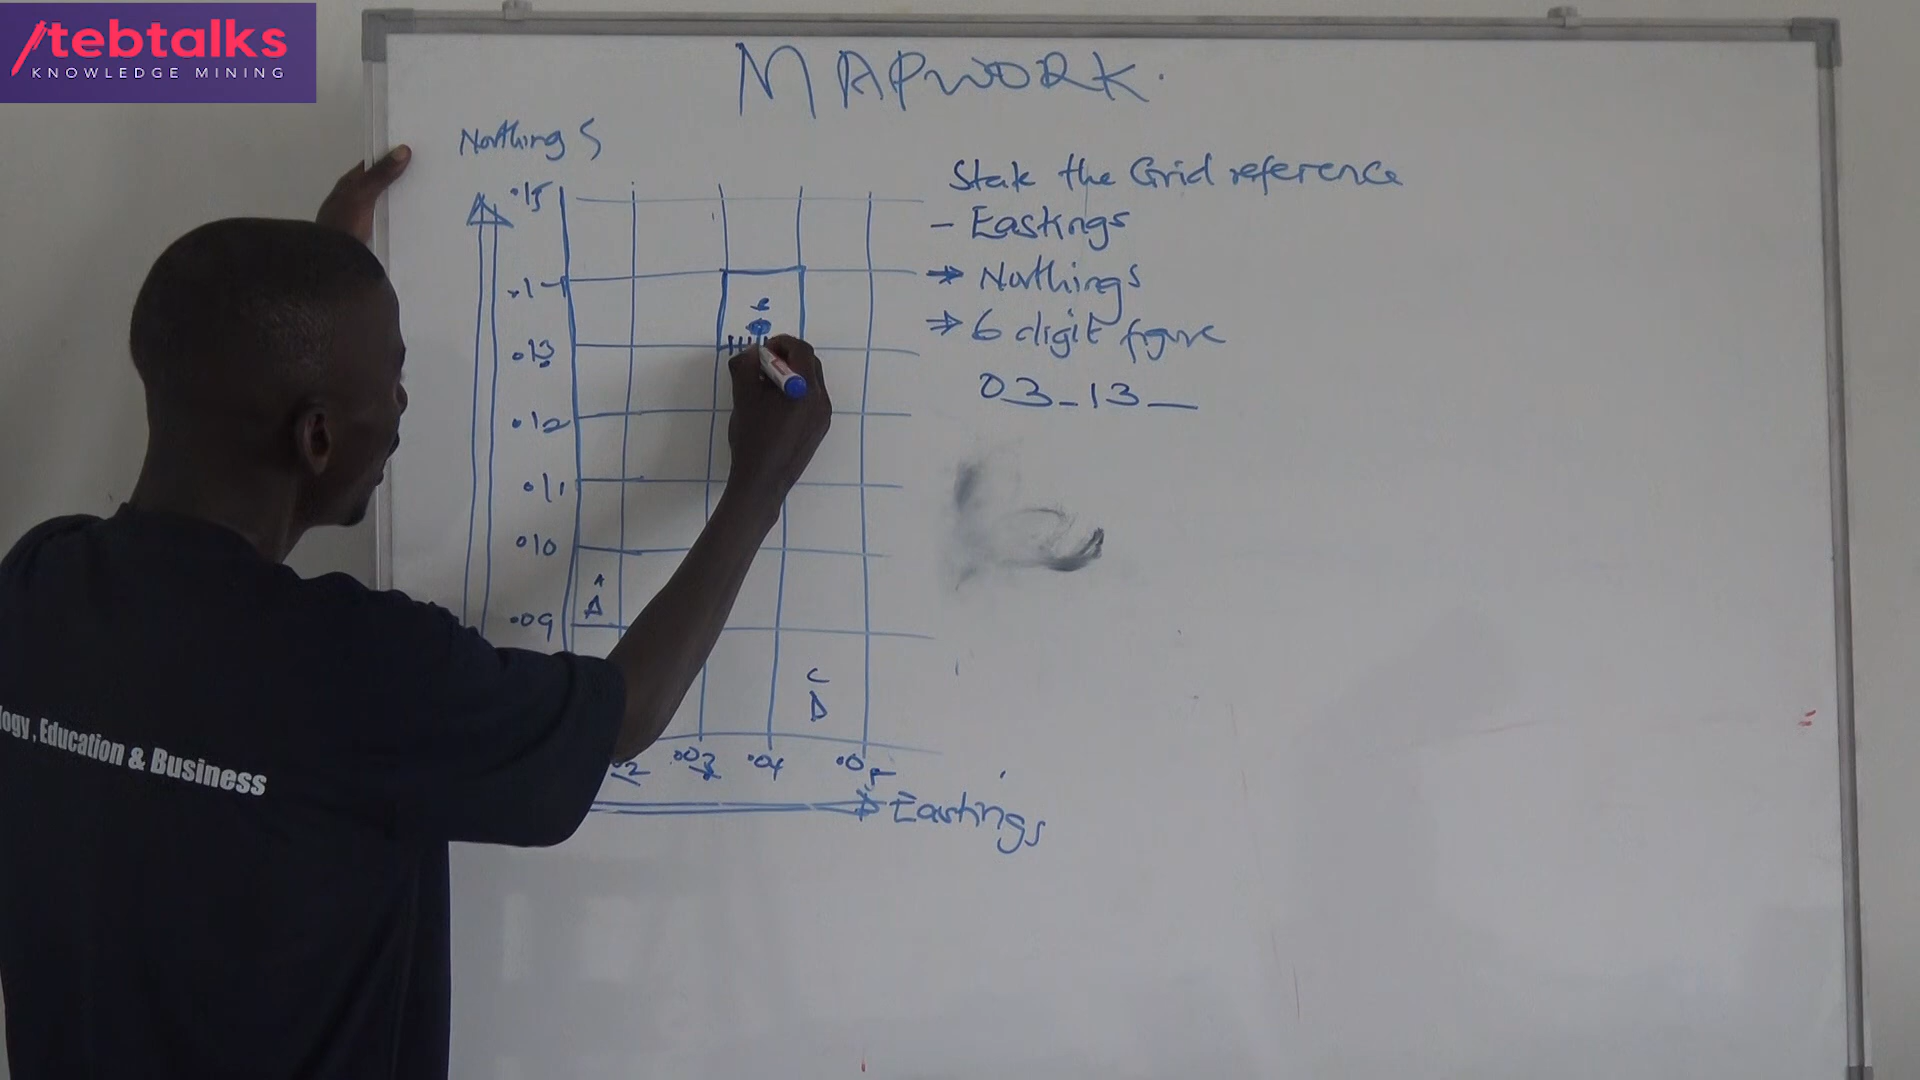 /tebtalks
KNOWLEDGE MINING
MAPWORK.
Northings
State the Grid reference
- Eastings
→ Northings
→ 6 digit figure
03_13_
.15
.14
.13
.12
.11
.10
.09
A
C
.03
.04
.05
Eastings
logy, Education & Business